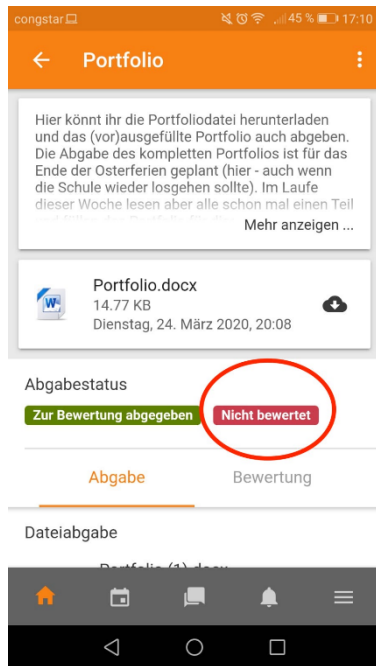 congstar 45 % 17:10
Portfolio
Hier könnt ihr die Portfoliodatei herunterladen
und das (vor)ausgefüllte Portfolio auch abgeben.
Die Abgabe des kompletten Portfolios ist für das
Ende der Osterferien geplant (hier - auch wenn
die Schule wieder losgehen sollte). Im Laufe
dieser Woche lesen aber alle schon mal einen Teil
Mehr anzeigen ...
W
Portfolio.docx
14.77 KB
Dienstag, 24. März 2020, 20:08
Abgabestatus
Zur Bewertung abgegeben Nicht bewertet
Abgabe Bewertung
Dateiabgabe
Portfolio (1).docx